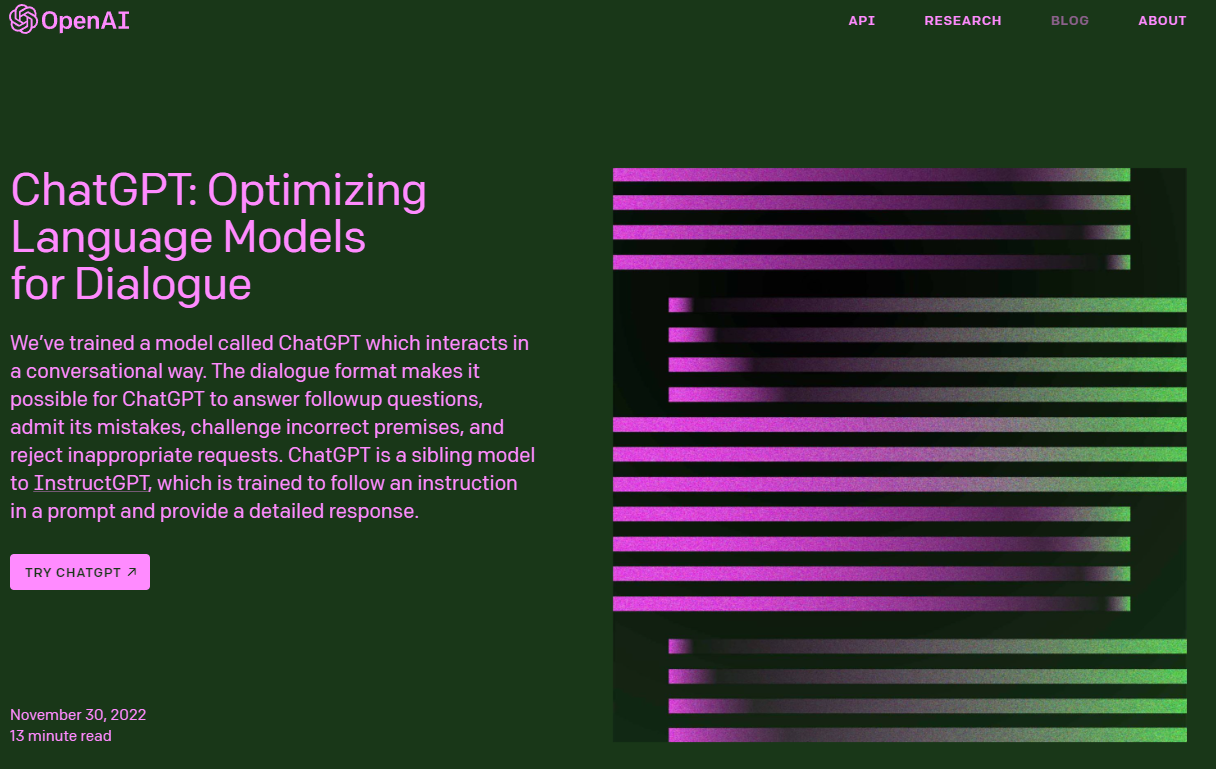 OpenAI
API RESEARCH BLOG ABOUT
ChatGPT: Optimizing
Language Models
for Dialogue
We’ve trained a model called ChatGPT which interacts in
a conversational way. The dialogue format makes it
possible for ChatGPT to answer followup questions,
admit its mistakes, challenge incorrect premises, and
reject inappropriate requests. ChatGPT is a sibling model
to InstructGPT, which is trained to follow an instruction
in a prompt and provide a detailed response.
TRY CHATGPT ↗
November 30, 2022
13 minute read